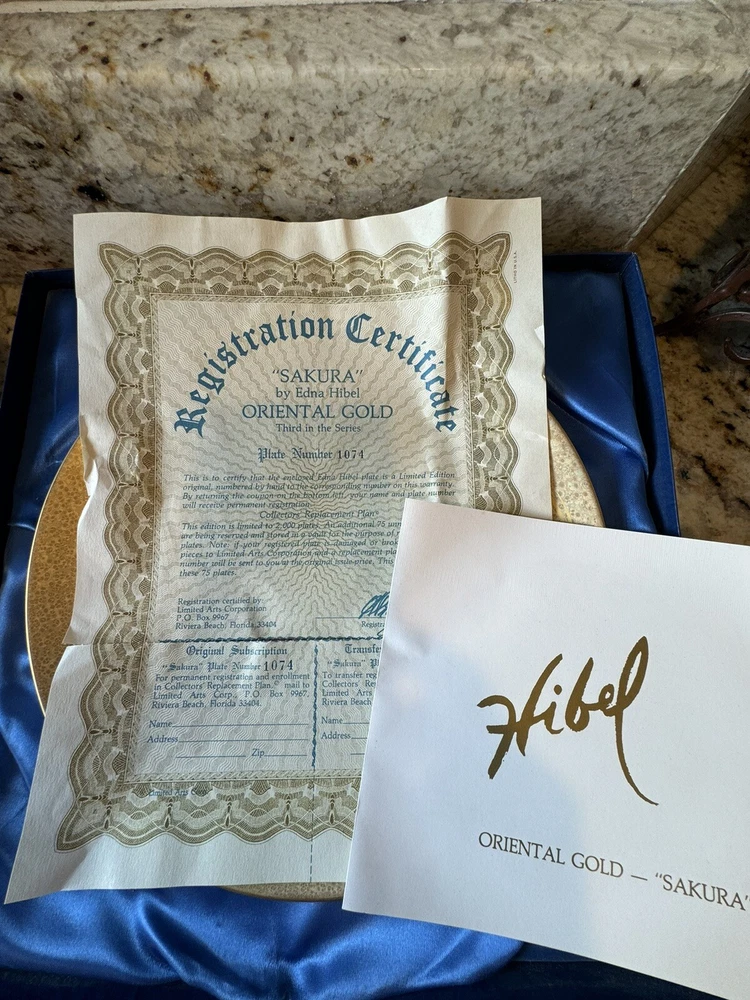 Registration Certificate
"SAKURA"
by Edna Hibel
ORIENTAL GOLD
Third in the Series
Plate Number 1074
This is to certify that the enclosed Edna Hibel plate is a Limited Edition
original, numbered by hand to the corresponding number on this warranty.
By returning the coupon on the bottom left, your name and plate number
will receive permanent registration.
Collectors Replacement Plan
This edition is limited to 2,000 plates. An additional 75
are being reserved and stored in a vault for the purpose of
plates. Note: if your registered plate is damaged or
pieces to Limited Arts Corporation and a replacement
number will be sent to you at the original issue-price. This
these 75 plates.
Registration certified by:
Limited Arts Corporation
P.O. Box 9967
Riviera Beach, Florida 33404
Original Subscription
"Sakura" Plate Number 1074
For permanent registration and enrollment
in Collectors Replacement Plan © mail to
Limited Arts Corp., P.O. Box 9967,
Riviera Beach, Florida 33404.
Name
Address
Zip
"Sakura"
To transfer
Collectors'
Limited Arts
Riviera Beach,
Name
Address
Hibel
ORIENTAL GOLD — "SAKURA"